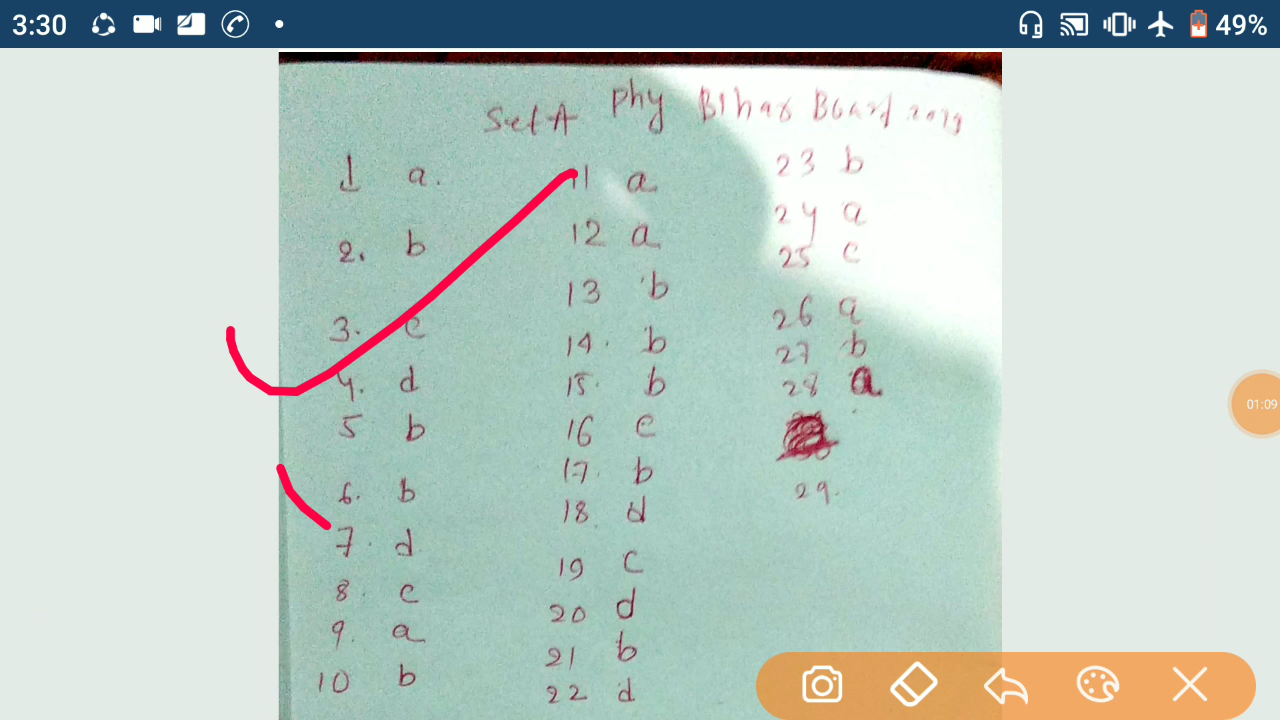 3:30
49%
Set A Phy BIhar Board 2019
1 a.
2. b
3. c
4. d
5 b
6. b
7. d
8. c
9. a
10 b
11 a
12 a
13 b
14. b
15. b
16 c
17. b
18. d
19 c
20 d
21 b
22 d
23 b
24 a
25 c
26 a
27 b
28 a
29.
01:09